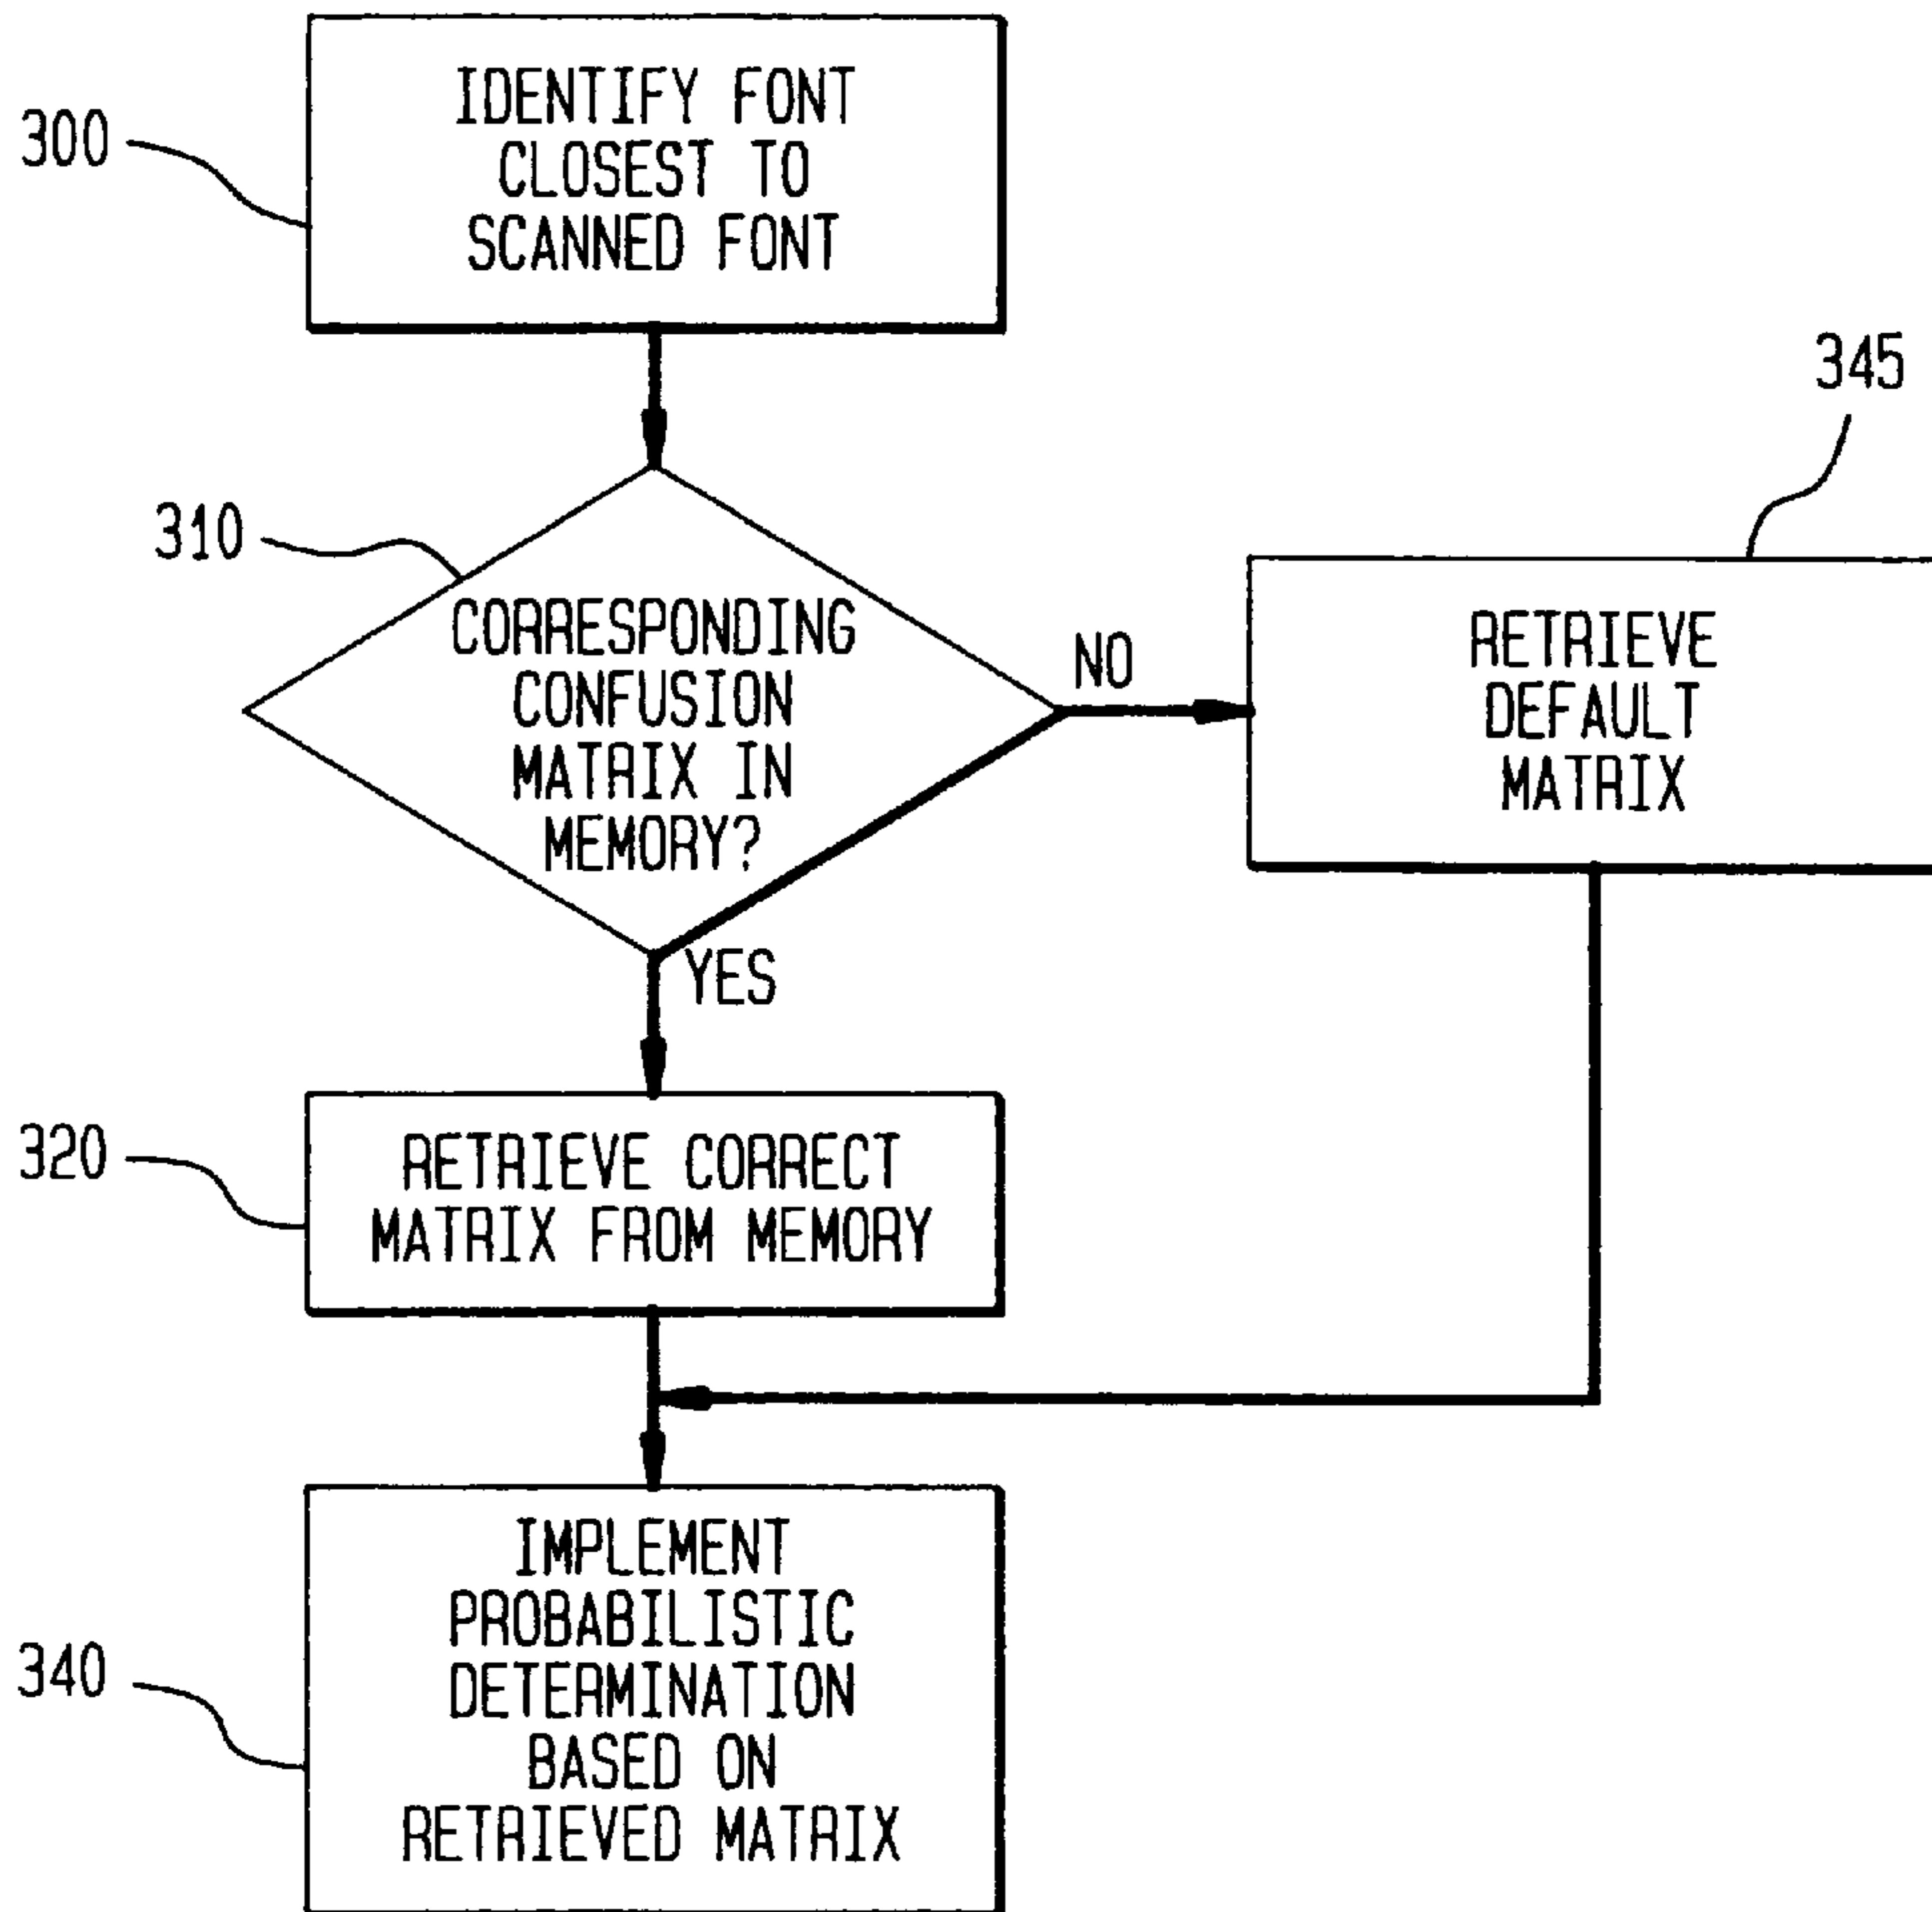 300
IDENTIFY FONT
CLOSEST TO
SCANNED FONT
310
CORRESPONDING
CONFUSION
MATRIX IN
MEMORY?
NO
345
RETRIEVE
DEFAULT
MATRIX
YES
320
RETRIEVE CORRECT
MATRIX FROM MEMORY
340
IMPLEMENT
PROBABILISTIC
DETERMINATION
BASED ON
RETRIEVED MATRIX